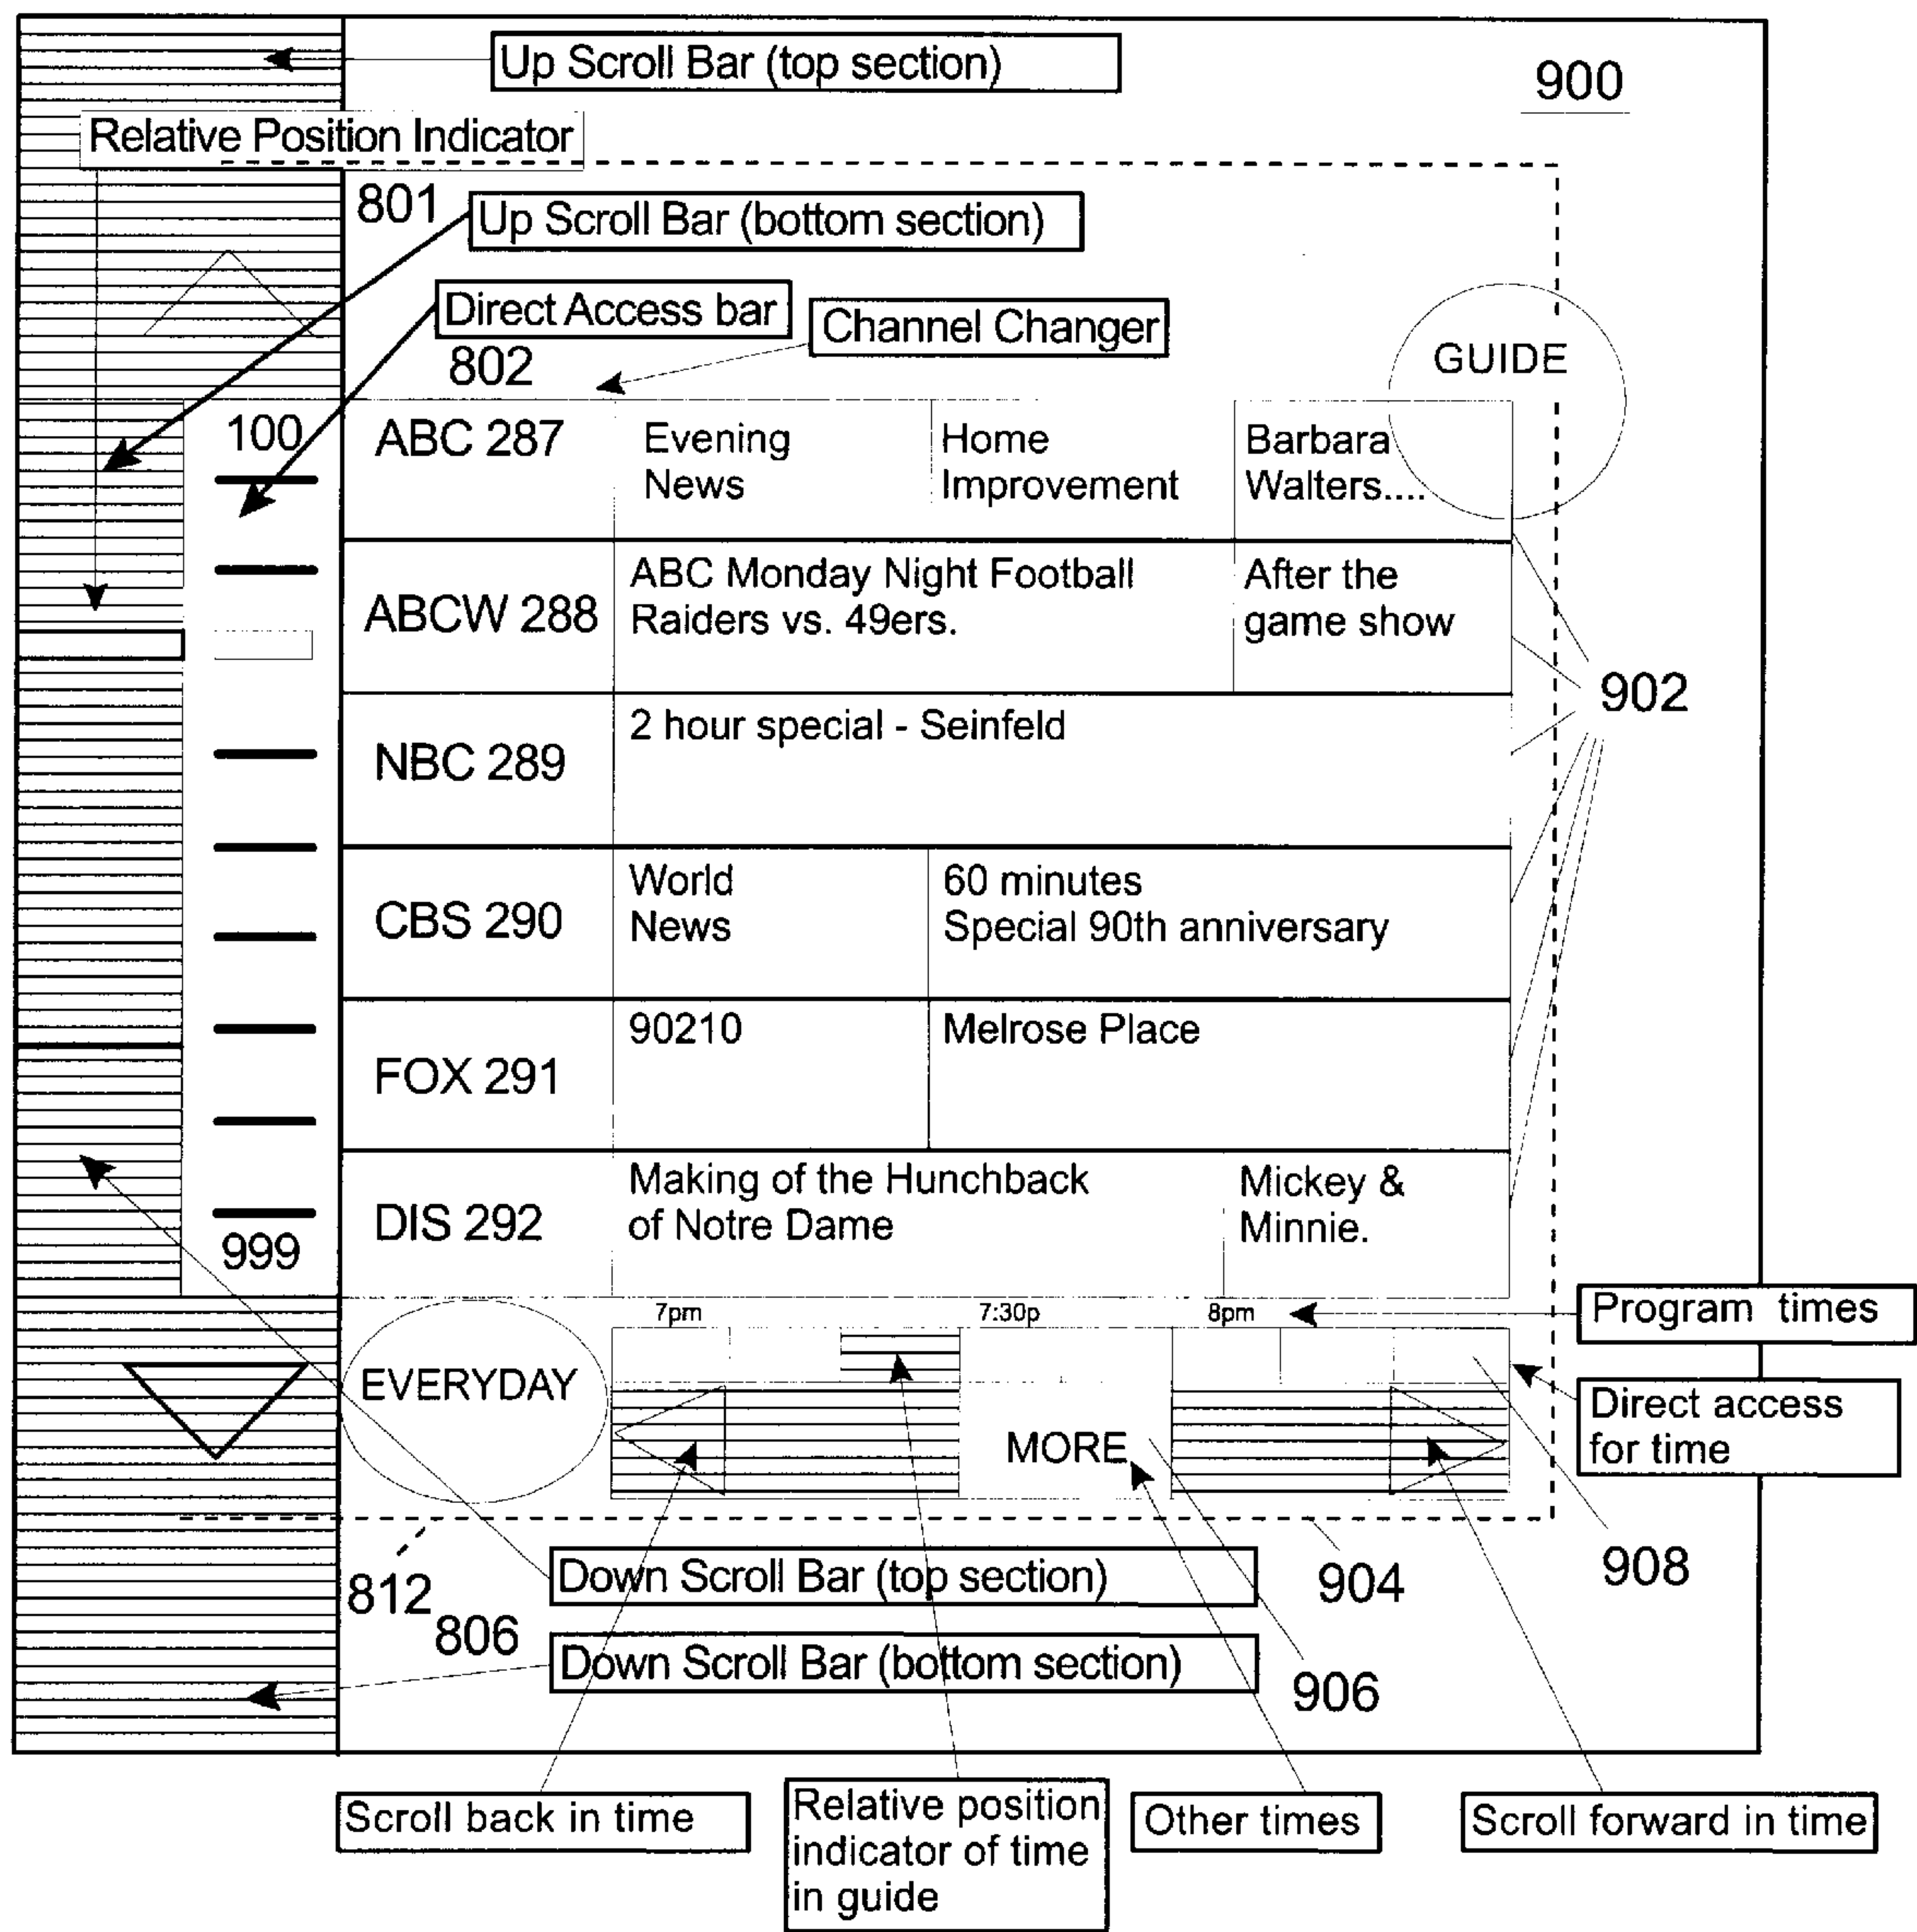 Up Scroll Bar (top section)
900
Relative Position Indicator
801
Up Scroll Bar (bottom section)
Direct Access bar
802
Channel Changer
GUIDE
100
ABC 287
Evening
News
Home
Improvement
Barbara
Walters....
ABCW 288
ABC Monday Night Football
Raiders vs. 49ers.
After the
game show
902
NBC 289
2 hour special - Seinfeld
CBS 290
World
News
60 minutes
Special 90th anniversary
FOX 291
90210
Melrose Place
DIS 292
Making of the Hunchback
of Notre Dame
Mickey &
Minnie.
999
7pm
7:30p
8pm
Program times
EVERYDAY
MORE
Direct access
for time
812
806
Down Scroll Bar (top section)
904
908
Down Scroll Bar (bottom section)
906
Scroll back in time
Relative position
indicator of time
in guide
Other times
Scroll forward in time